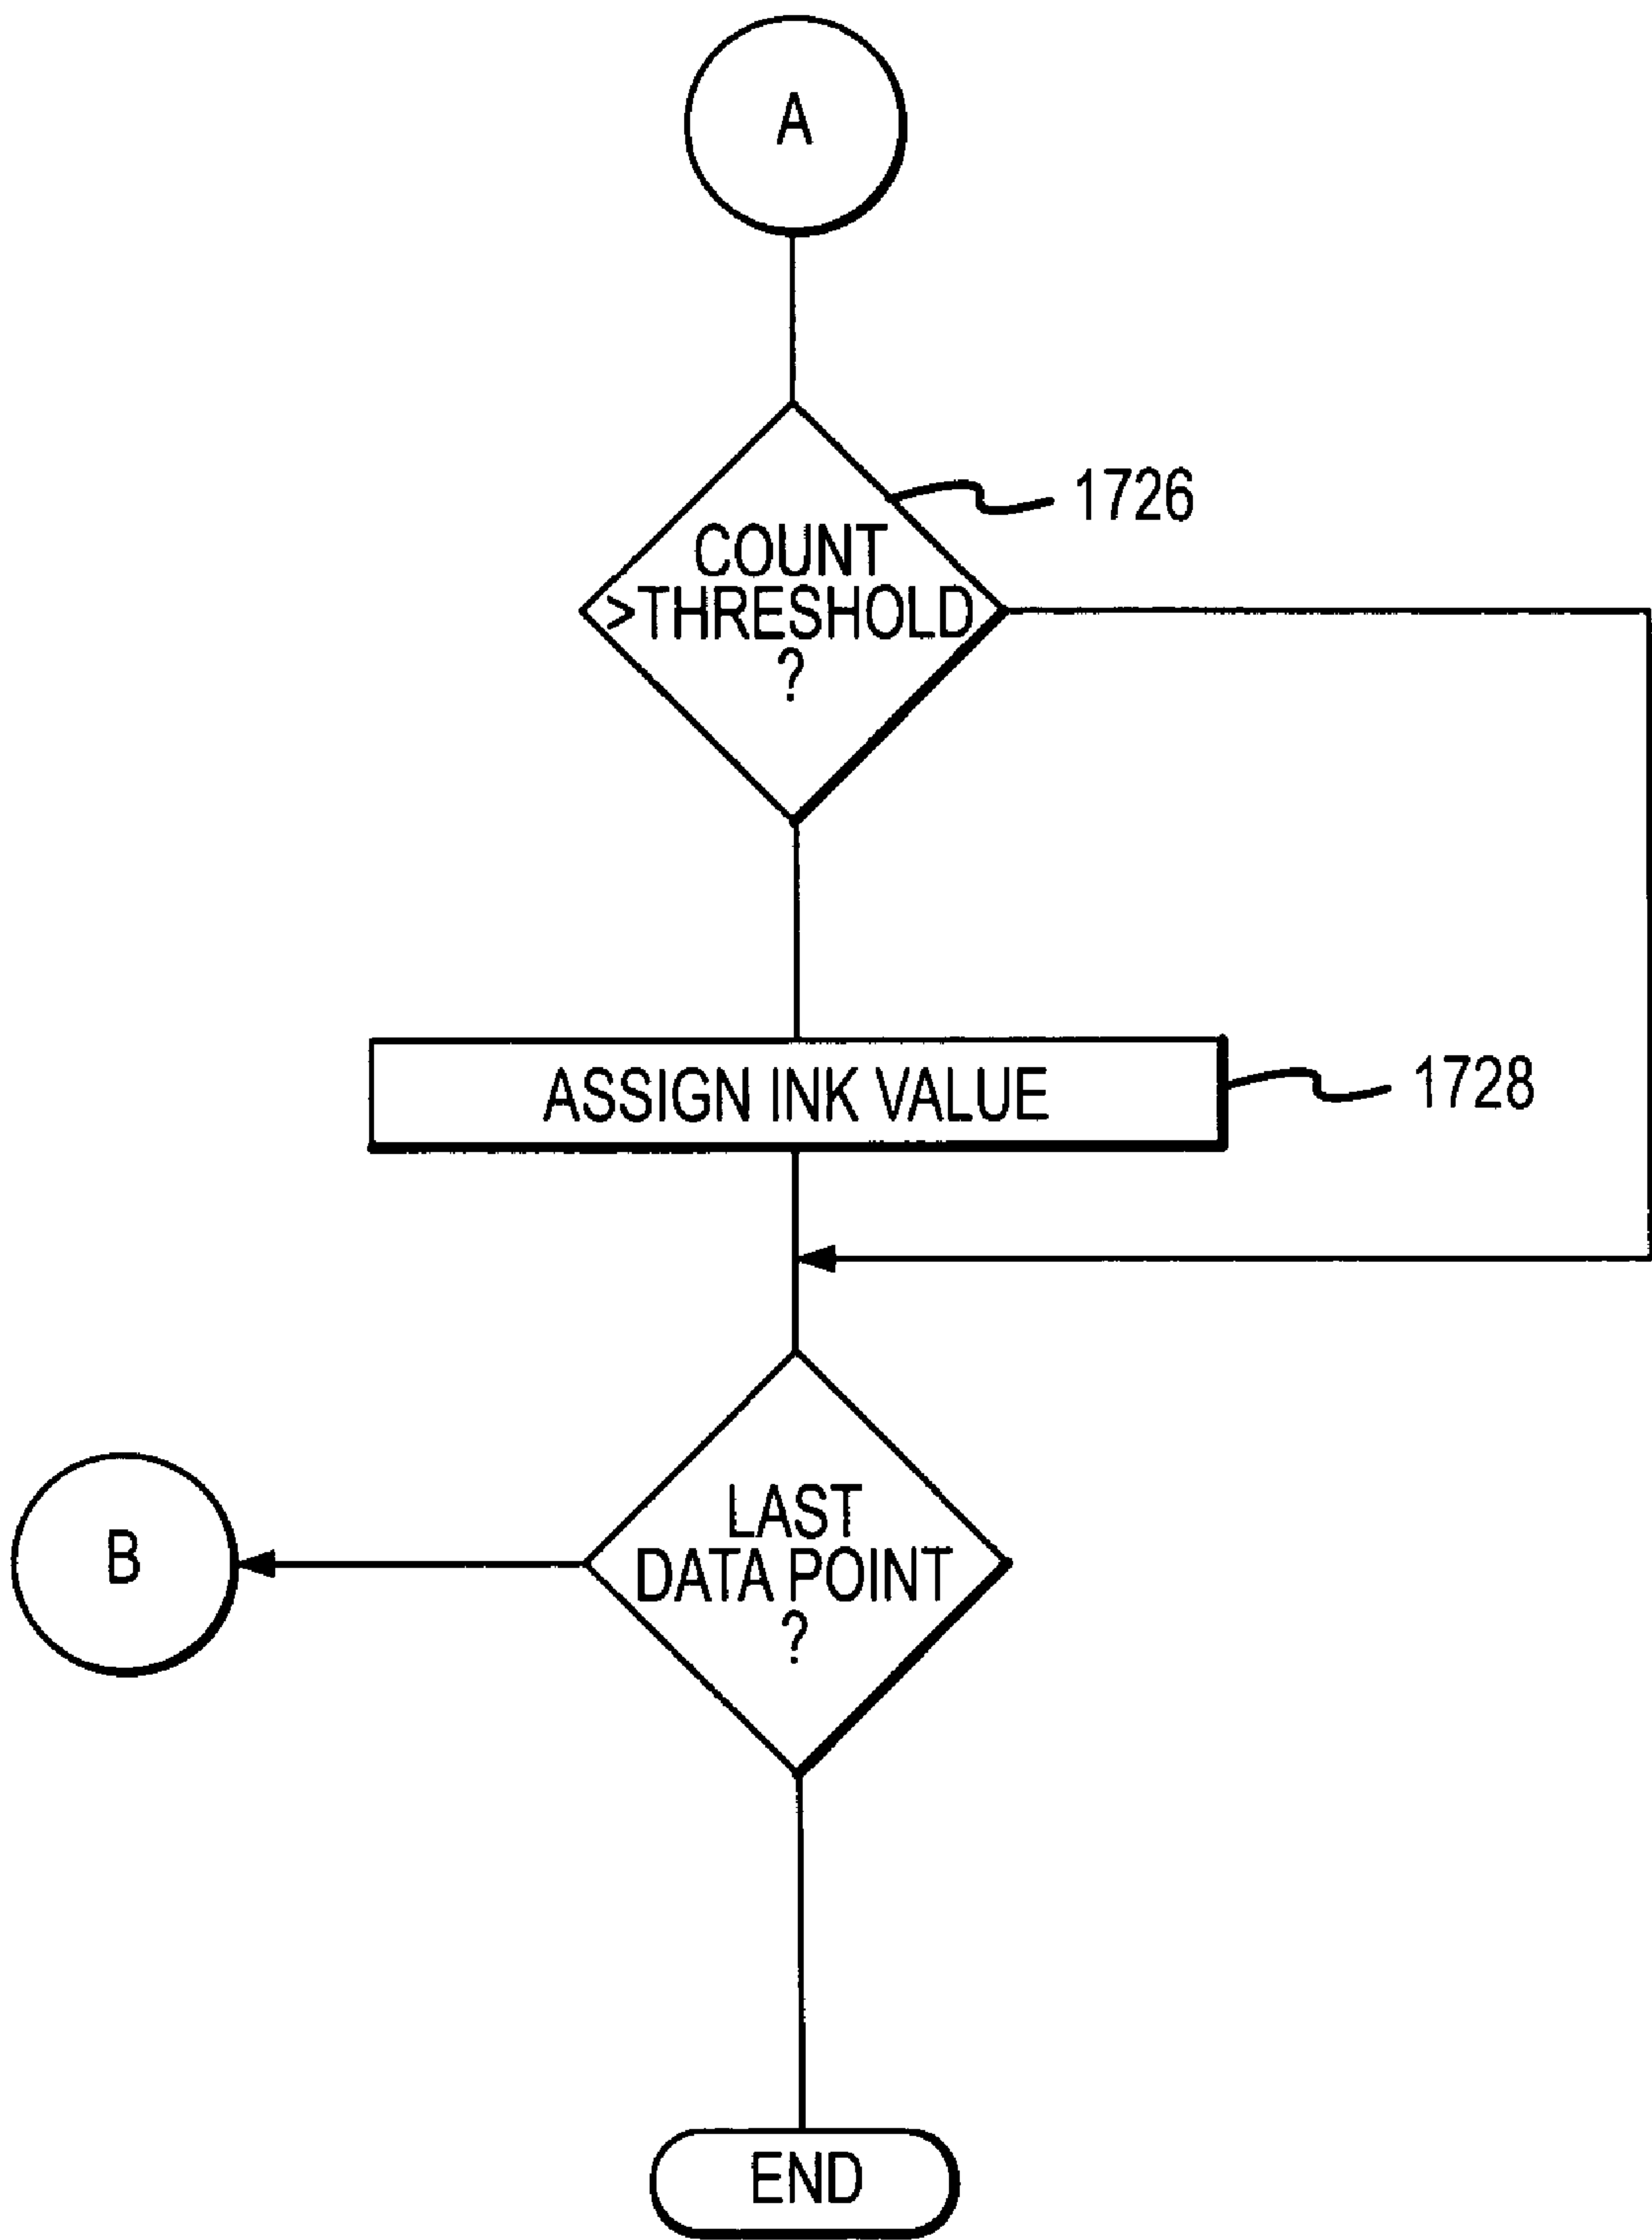 A
1726
COUNT
>THRESHOLD
?
ASSIGN INK VALUE
1728
LAST
DATA POINT
?
B
END